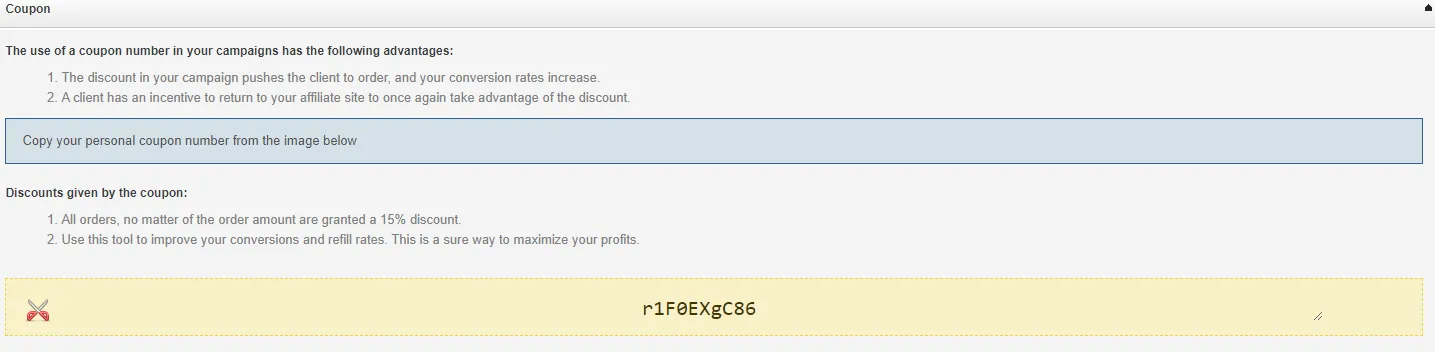 Coupon
The use of a coupon number in your campaigns has the following advantages:
1. The discount in your campaign pushes the client to order, and your conversion rates increase.
2. A client has an incentive to return to your affiliate site to once again take advantage of the discount.
Copy your personal coupon number from the image below
Discounts given by the coupon:
1. All orders, no matter of the order amount are granted a 15% discount.
2. Use this tool to improve your conversions and refill rates. This is a sure way to maximize your profits.
r1F0EXgC86